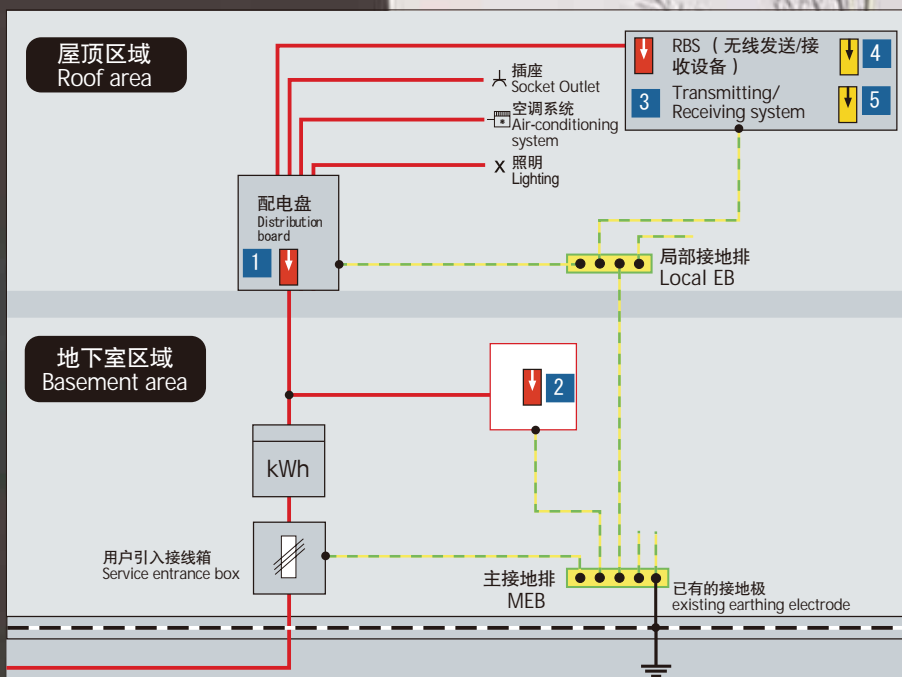 屋顶区域
Roof area
RBS （ 无线发送/接
收设备 ）
4
3
Transmitting/
Receiving system
5
插座
Socket Outlet
空调系统
Air-conditioning
system
X 照明
Lighting
配电盘
Distribution
board
1
局部接地排
Local EB
地下室区域
Basement area
2
kWh
用户引入接线箱
Service entrance box
主接地排
MEB
已有的接地极
existing earthing electrode